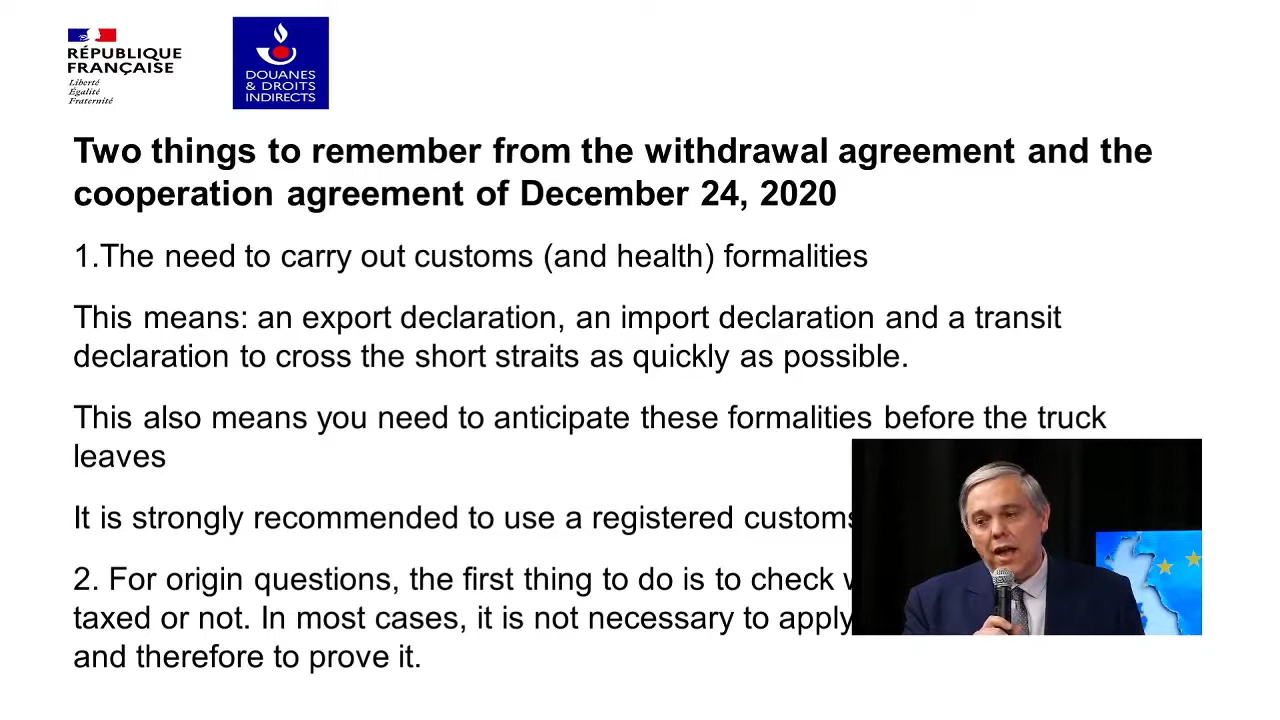 RÉPUBLIQUE
FRANÇAISE
Liberté
Égalité
Fraternité
DOUANES
& DROITS
INDIRECTS
Two things to remember from the withdrawal agreement and the
cooperation agreement of December 24, 2020
1.The need to carry out customs (and health) formalities
This means: an export declaration, an import declaration and a transit
declaration to cross the short straits as quickly as possible.
This also means you need to anticipate these formalities before the truck
leaves
It is strongly recommended to use a registered customs
2. For origin questions, the first thing to do is to check
taxed or not. In most cases, it is not necessary to apply
and therefore to prove it.